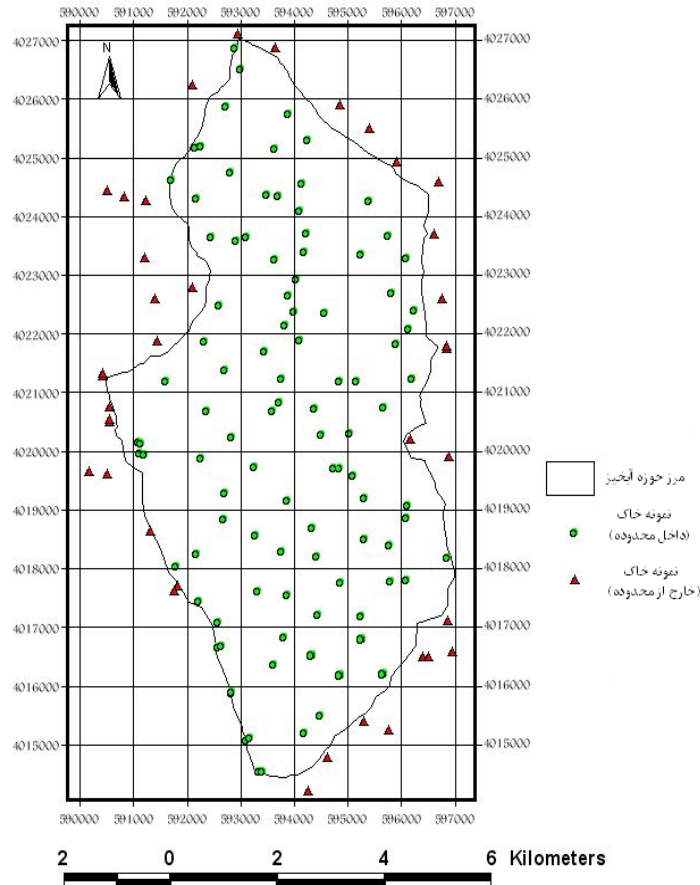 590000 591000 592000 593000 594000 595000 596000 597000
4027000 4027000
N
4026000 4026000
4025000 4025000
4024000 4024000
4023000 4023000
4022000 4022000
4021000 4021000
4020000 4020000
4019000 4019000
4018000 4018000
4017000 4017000
4016000 4016000
4015000 4015000
590000 591000 592000 593000 594000 595000 596000 597000
مرز حوزه آبخیز
نمونه خاک
(داخل محدوده)
نمونه خاک
(خارج از محدوده)
2 0 2 4 6 Kilometers